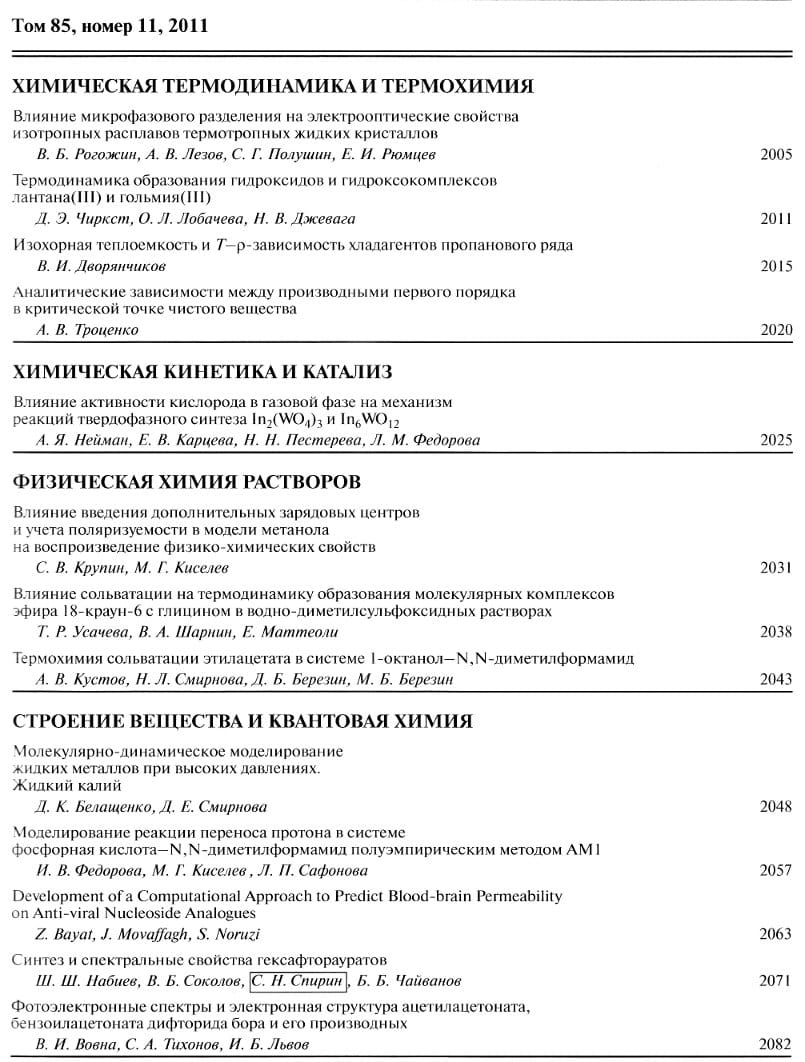 Том 85, номер 11, 2011
ХИМИЧЕСКАЯ ТЕРМОДИНАМИКА И ТЕРМОХИМИЯ
Влияние микрофазового разделения на электрооптические свойства
изотропных расплавов термотропных жидких кристаллов
В. Б. Рогожин, А. В. Лезов, С. Г. Полушин, Е. И. Рюмцев 2005
Термодинамика образования гидроксидов и гидроксокомплексов
лантана(III) и гольмия(III)
Д. Э. Чиркст, О. Л. Лобачева, Н. В. Джевага 2011
Изохорная теплоемкость и T–ρ-зависимость хладагентов пропанового ряда
В. И. Дворянчиков 2015
Аналитические зависимости между производными первого порядка
в критической точке чистого вещества
А. В. Троценко 2020
ХИМИЧЕСКАЯ КИНЕТИКА И КАТАЛИЗ
Влияние активности кислорода в газовой фазе на механизм
реакций твердофазного синтеза In₂(WO₄)₃ и In₆WO₁₂
А. Я. Нейман, Е. В. Карцева, Н. Н. Пестерева, Л. М. Федорова 2025
ФИЗИЧЕСКАЯ ХИМИЯ РАСТВОРОВ
Влияние введения дополнительных зарядовых центров
и учета поляризуемости в модели метанола
на воспроизведение физико-химических свойств
С. В. Крупин, М. Г. Киселев 2031
Влияние сольватации на термодинамику образования молекулярных комплексов
эфира 18-краун-6 с глицином в водно-диметилсульфоксидных растворах
Т. Р. Усачева, В. А. Шарнин, Е. Маттеоли 2038
Термохимия сольватации этилацетата в системе 1-октанол–N,N-диметилформамид
А. В. Кустов, Н. Л. Смирнова, Д. Б. Березин, М. Б. Березин 2043
СТРОЕНИЕ ВЕЩЕСТВА И КВАНТОВАЯ ХИМИЯ
Молекулярно-динамическое моделирование
жидких металлов при высоких давлениях.
Жидкий калий
Д. К. Белащенко, Д. Е. Смирнова 2048
Моделирование реакции переноса протона в системе
фосфорная кислота–N,N-диметилформамид полуэмпирическим методом АМ1
И. В. Федорова, М. Г. Киселев, Л. П. Сафонова 2057
Development of a Computational Approach to Predict Blood-brain Permeability
on Anti-viral Nucleoside Analogues
Z. Bayat, J. Movaffagh, S. Noruzi 2063
Синтез и спектральные свойства гексафтораурaтов
Ш. Ш. Набиев, В. Б. Соколов, С. Н. Спирин, Б. Б. Чайванов 2071
Фотоэлектронные спектры и электронная структура ацетилацетоната,
бензоилацетоната дифторида бора и его производных
В. И. Вовна, С. А. Тихонов, И. Б. Львов 2082